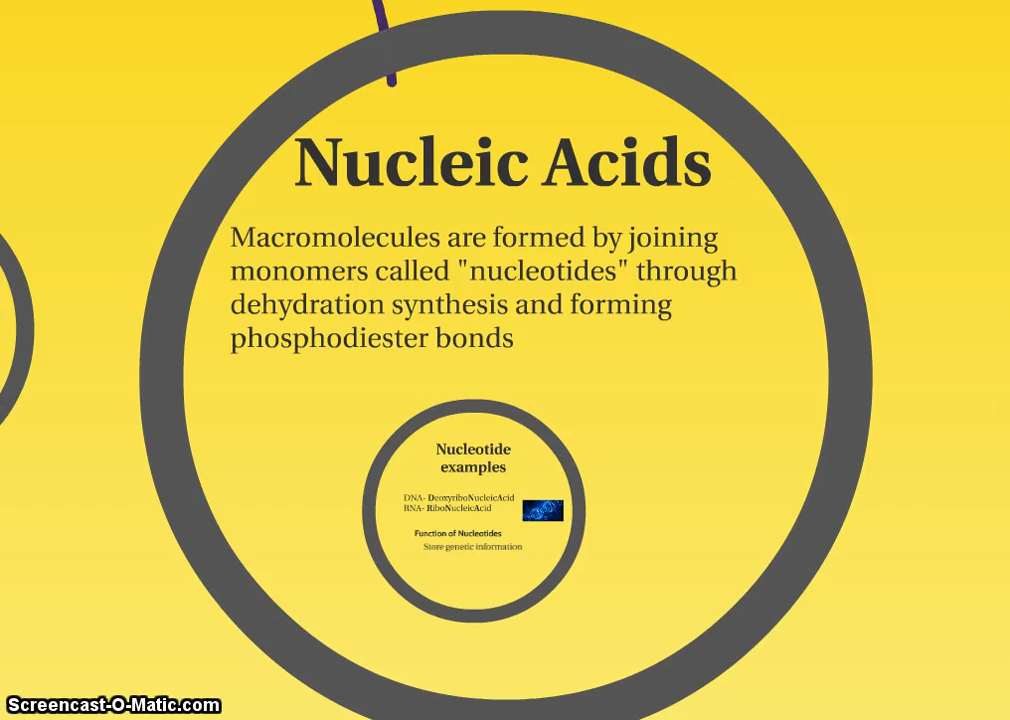 Nucleic Acids
Macromolecules are formed by joining
monomers called "nucleotides" through
dehydration synthesis and forming
phosphodiester bonds
Nucleotide
examples
DNA- DeoxyriboNucleicAcid
RNA- RiboNucleicAcid
Function of Nucleotides
Store genetic information
Screencast-O-Matic.com